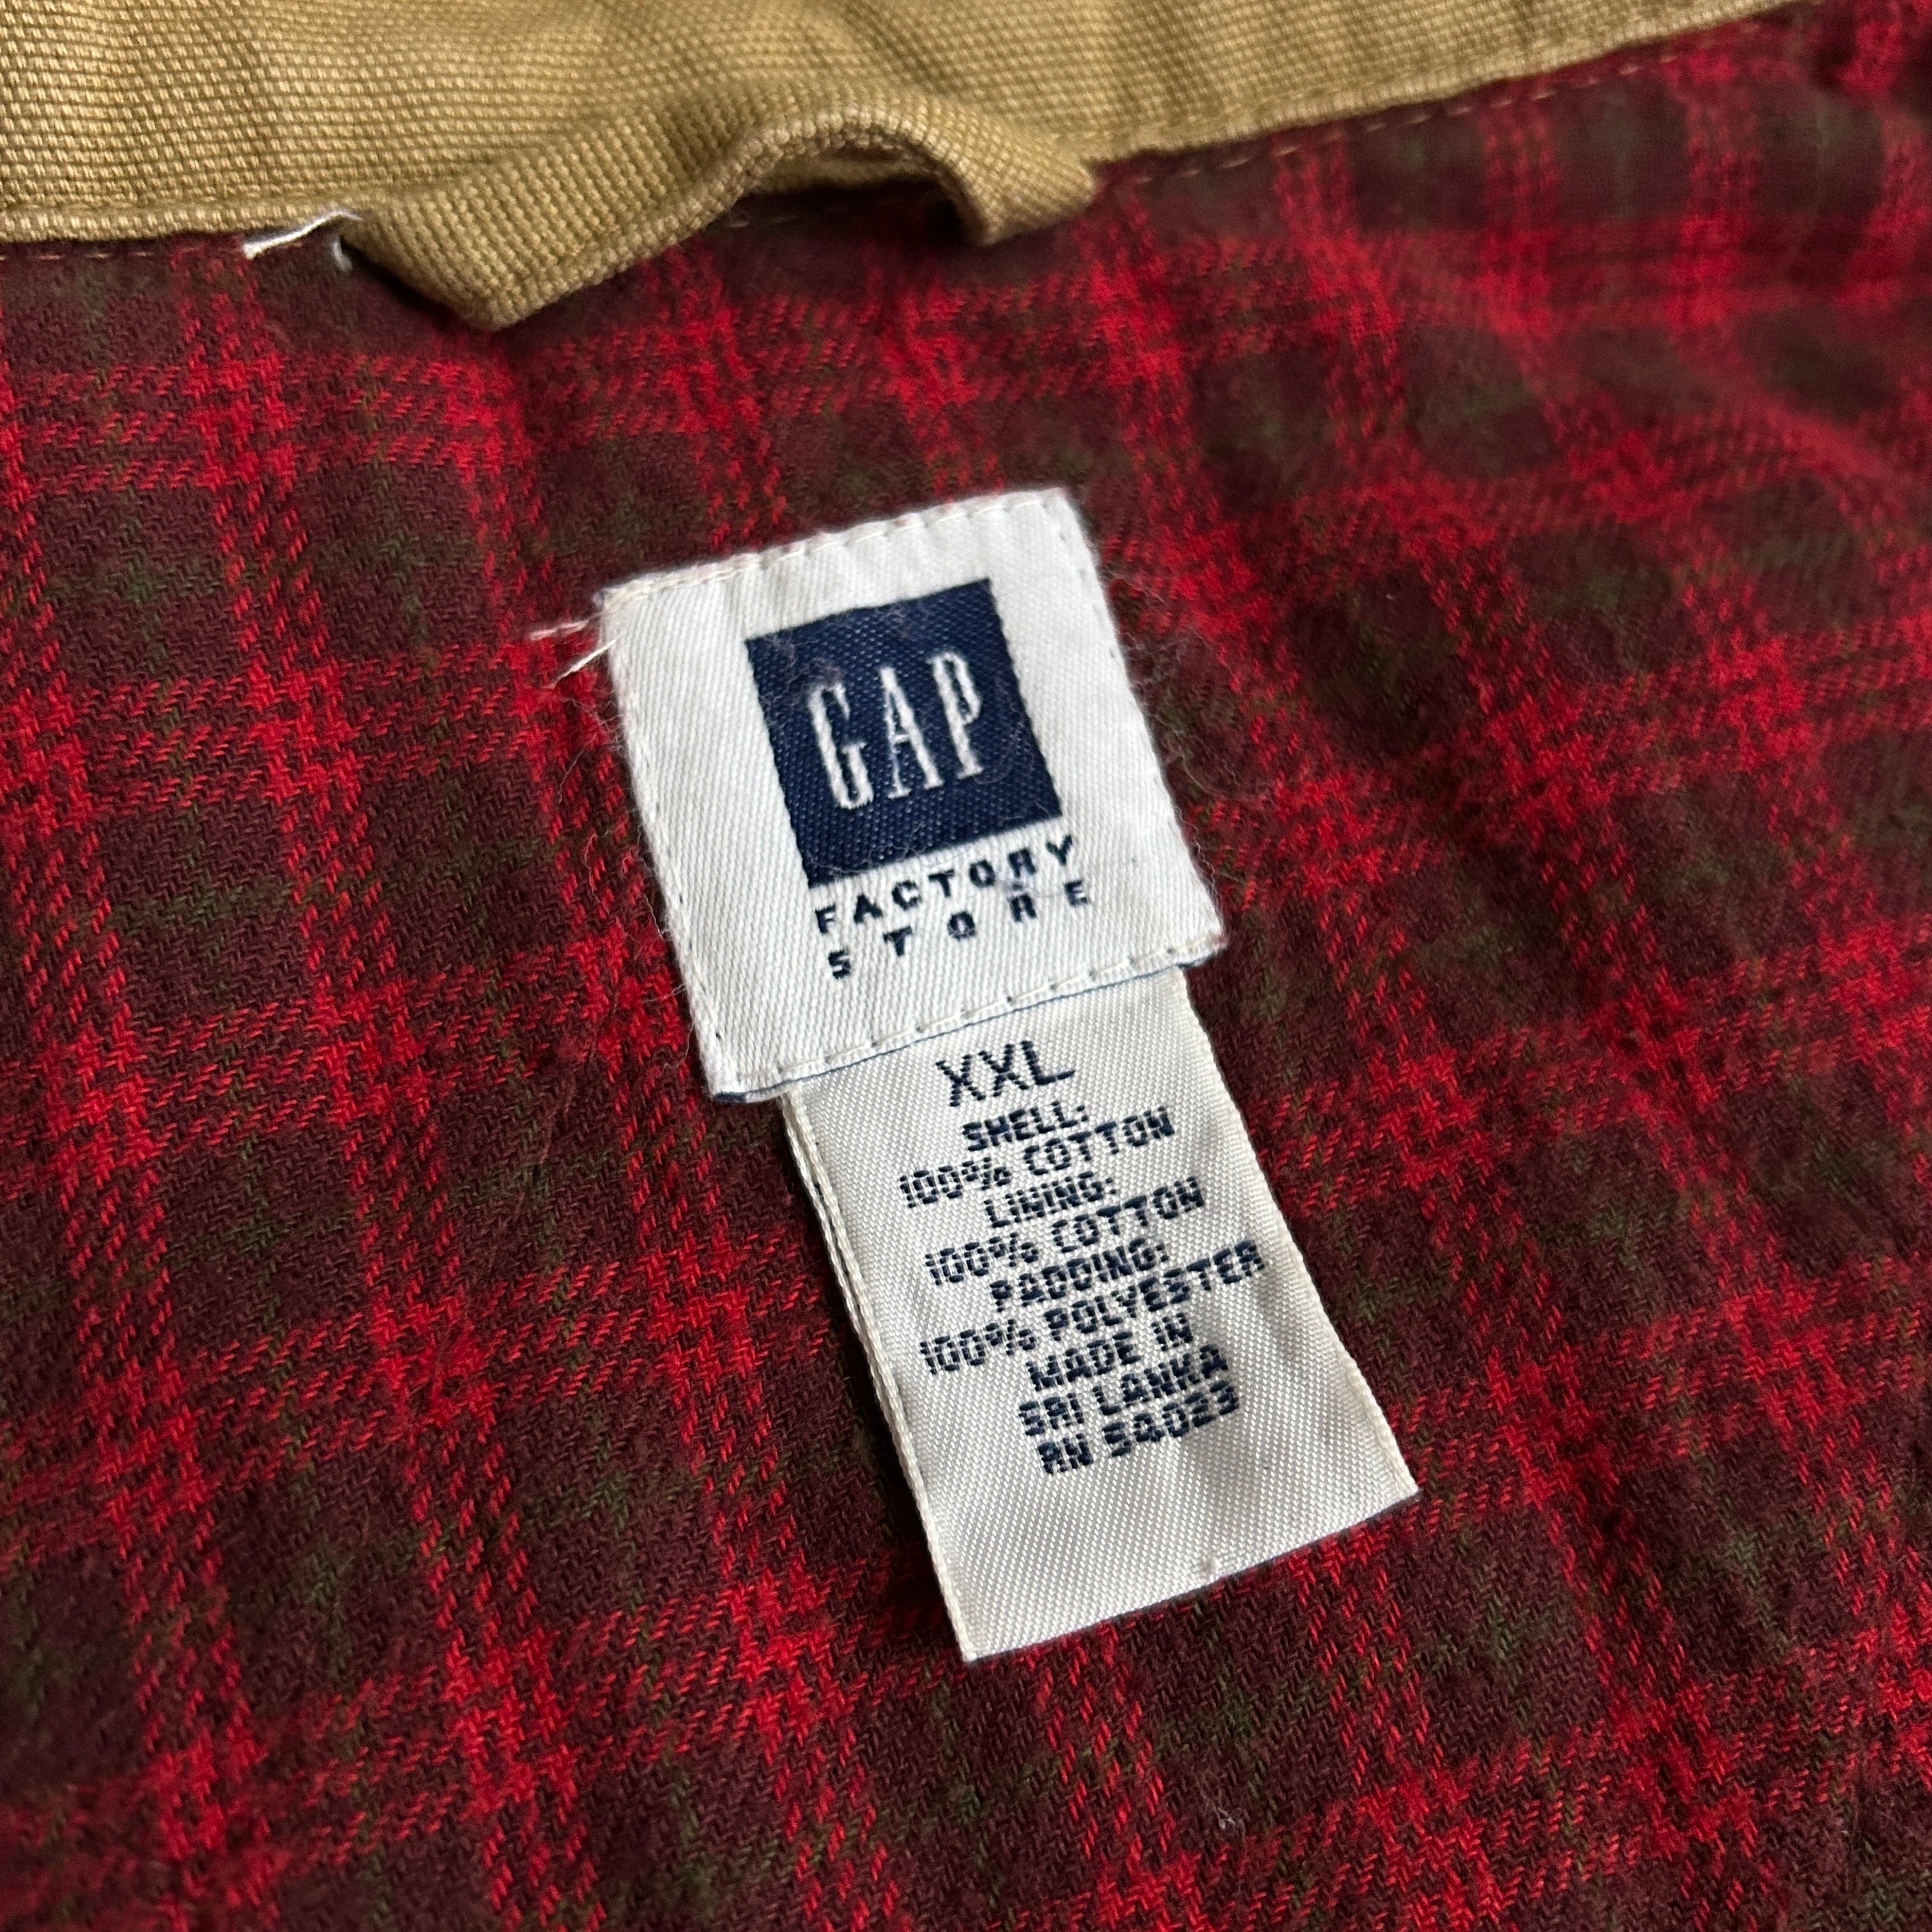 GAP
FACTORY
STORE
XXL
SHELL:
100% COTTON
LINING:
100% COTTON
PADDING:
100% POLYESTER
MADE IN
SRI LANKA
RN 54023